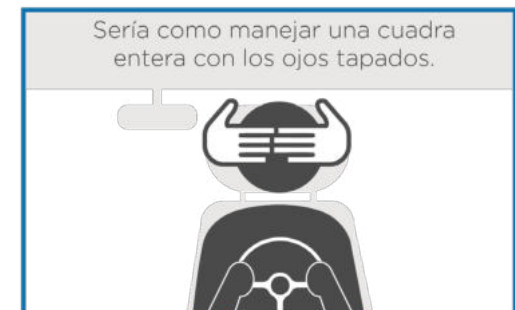 Sería como manejar una cuadra
entera con los ojos tapados.